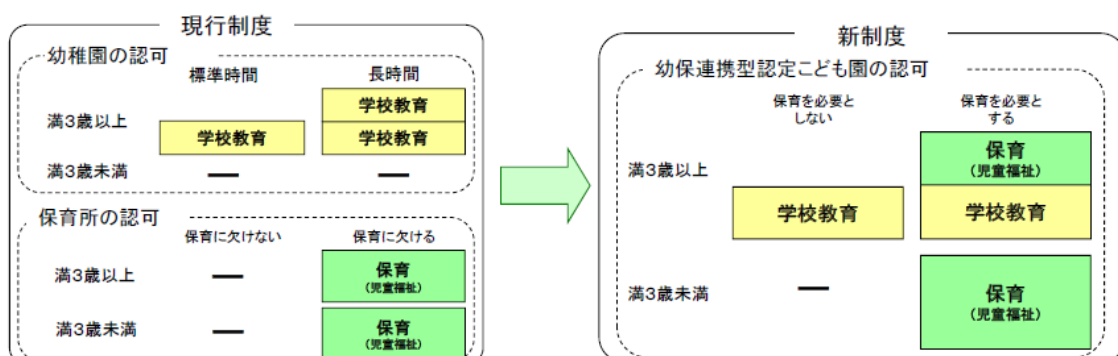 現行制度
幼稚園の認可
標準時間 長時間
学校教育
満3歳以上 学校教育 学校教育
満3歳未満 ― ―
保育所の認可
保育に欠けない 保育に欠ける
満3歳以上 ― 保育
(児童福祉)
満3歳未満 ― 保育
(児童福祉)
新制度
幼保連携型認定こども園の認可
保育を必要と
しない
保育を必要と
する
満3歳以上
保育
(児童福祉)
学校教育 学校教育
満3歳未満 ― 保育
(児童福祉)